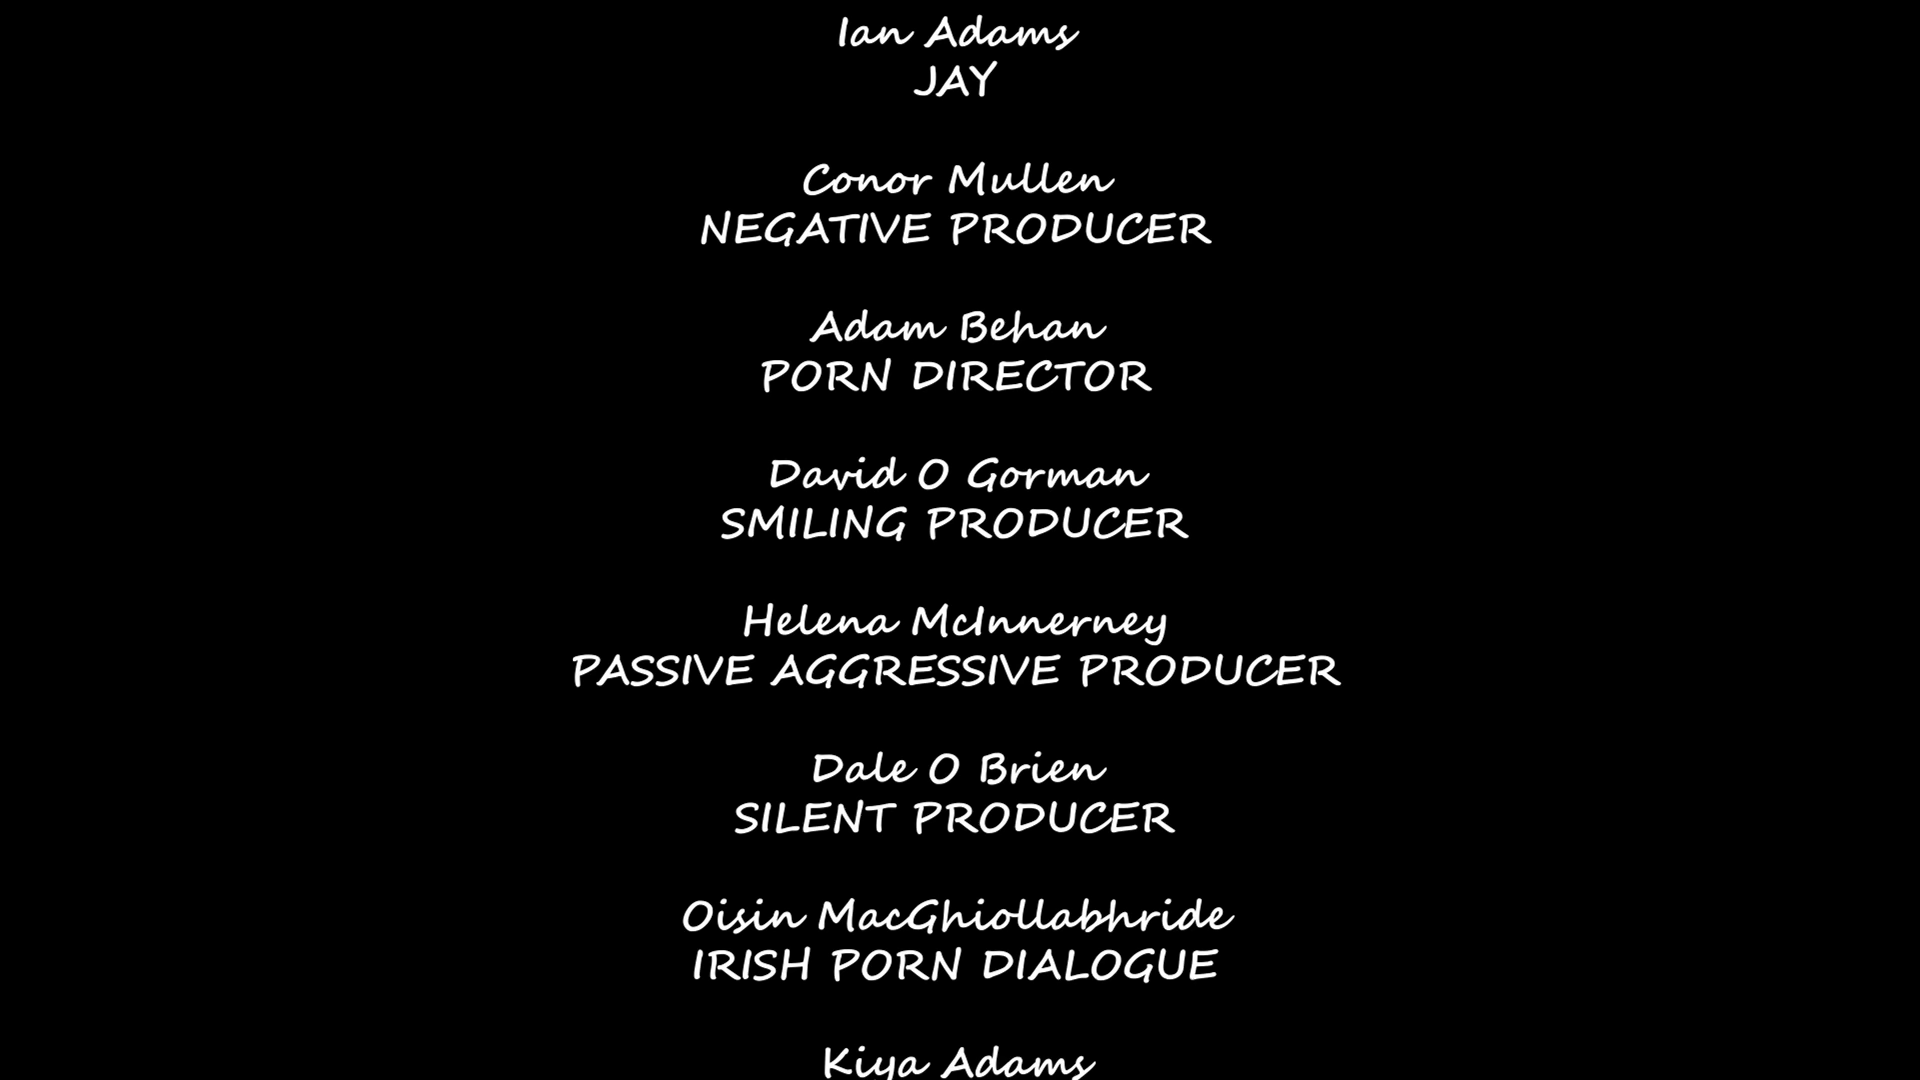 Ian Adams
JAY
Conor Mullen
NEGATIVE PRODUCER
Adam Behan
PORN DIRECTOR
David O Gorman
SMILING PRODUCER
Helena McInnerney
PASSIVE AGGRESSIVE PRODUCER
Dale O Brien
SILENT PRODUCER
Oisin MacGhiollabhride
IRISH PORN DIALOGUE
Kiya Adams